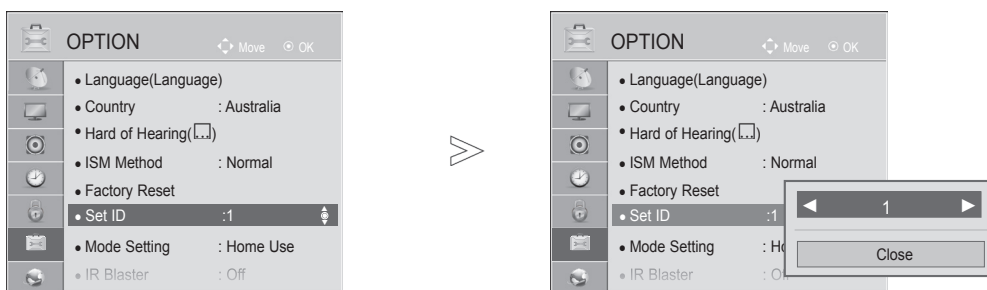 OPTION Move OK
• Language(Language)
• Country : Australia
• Hard of Hearing( )
• ISM Method : Normal
• Factory Reset
• Set ID :1
• Mode Setting : Home Use
• IR Blaster : Off
OPTION Move OK
• Language(Language)
• Country : Australia
• Hard of Hearing( )
• ISM Method : Normal
• Factory Reset
• Set ID :1
• Mode Setting : Ho
• IR Blaster : O
◀ 1 ▶
Close